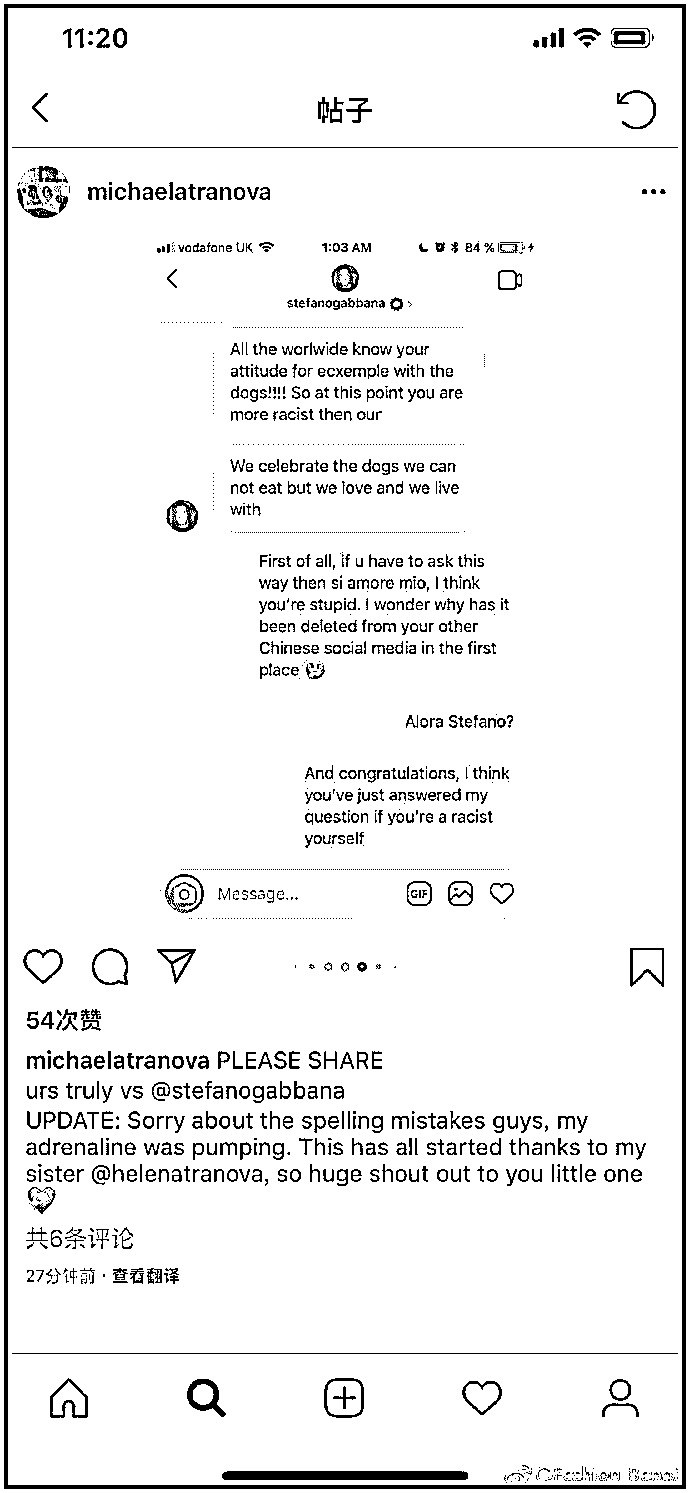 11:20
帖子
michaelatranova
vodafone UK
1:03 AM
84 %
stefanogabbana
All the worlwide know your
attitude for ecxemple with the
dogs!!!! So at this point you are
more racist then our
We celebrate the dogs we can
not eat but we love and we live
with
First of all, if u have to ask this
way then si amore mio, I think
you're stupid. I wonder why has it
been deleted from your other
Chinese social media in the first
place
Alora Stefano?
And congratulations, I think
you've just answered my
question if you're a racist
yourself
Message...
GIF
54次赞
michaelatranova PLEASE SHARE
urs truly vs @stefanogabbana
UPDATE: Sorry about the spelling mistakes guys, my
adrenaline was pumping. This has all started thanks to my
sister @helenatranova, so huge shout out to you little one
共6条评论
27分钟前 · 查看翻译